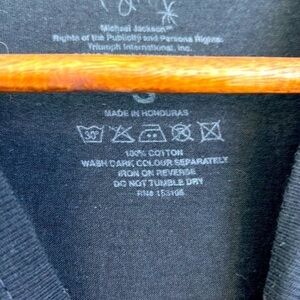 Michael Jackson™
Rights of the Publicity and Persona Rights:
Triumph International, Inc.
S
MADE IN HONDURAS
30°
100% COTTON
WASH DARK COLOUR SEPARATELY
IRON ON REVERSE
DO NOT TUMBLE DRY